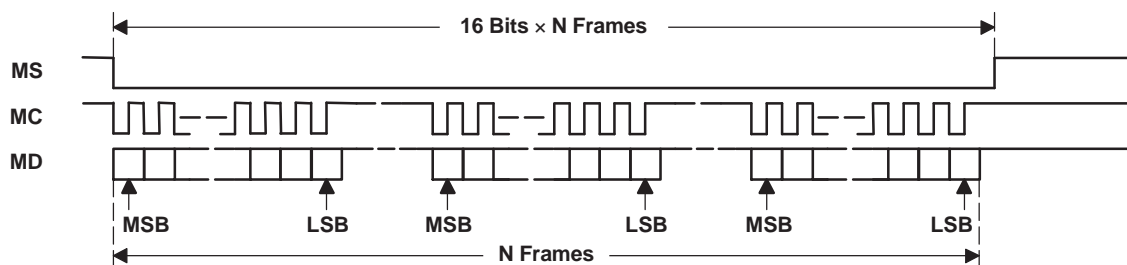 16 Bits × N Frames
MS
MC
MD
MSB LSB MSB LSB MSB LSB
N Frames